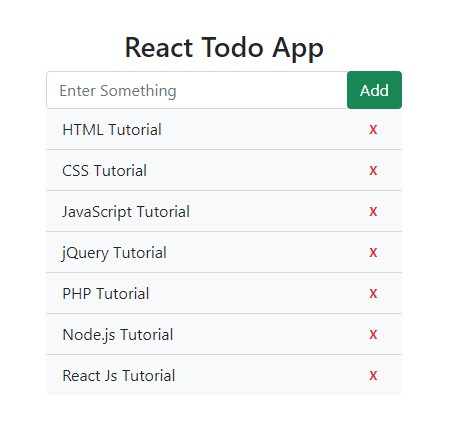 React Todo App
Enter Something Add
HTML Tutorial X
CSS Tutorial X
JavaScript Tutorial X
jQuery Tutorial X
PHP Tutorial X
Node.js Tutorial X
React Js Tutorial X